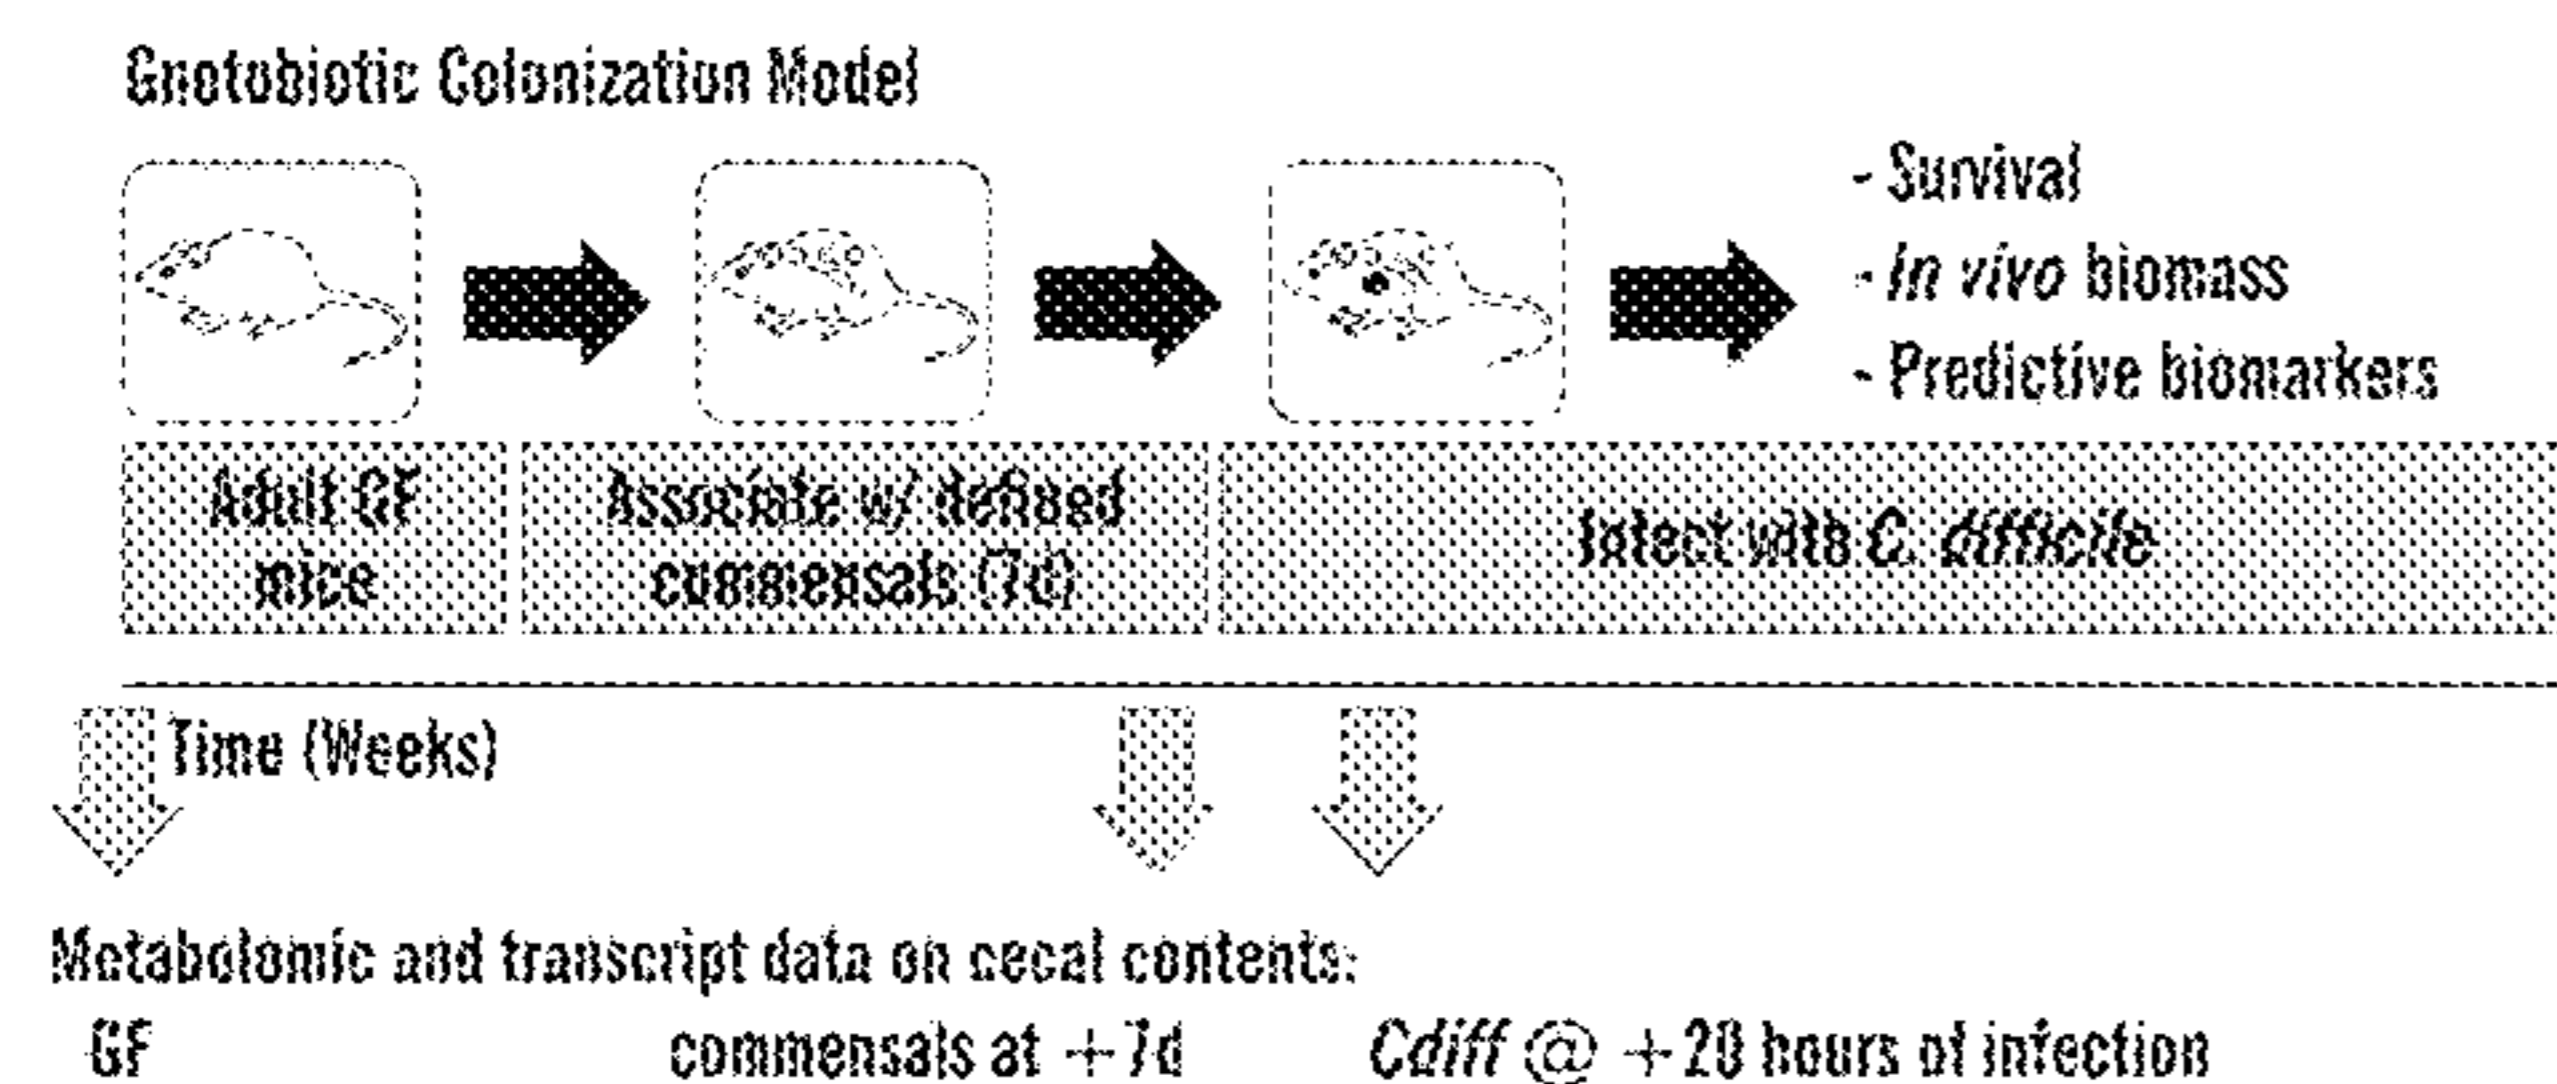 Gnotobiotic Colonization Model
- Survival
- In vivo biomass
- Predictive biomarkers
Adult GF
mice
Associate w/ defined
commensals (7d)
Infect with C. difficile
Time (Weeks)
Metabolomic and transcript data on cecal contents:
GF
commensals at +7d
Cdiff @ +20 hours of infection